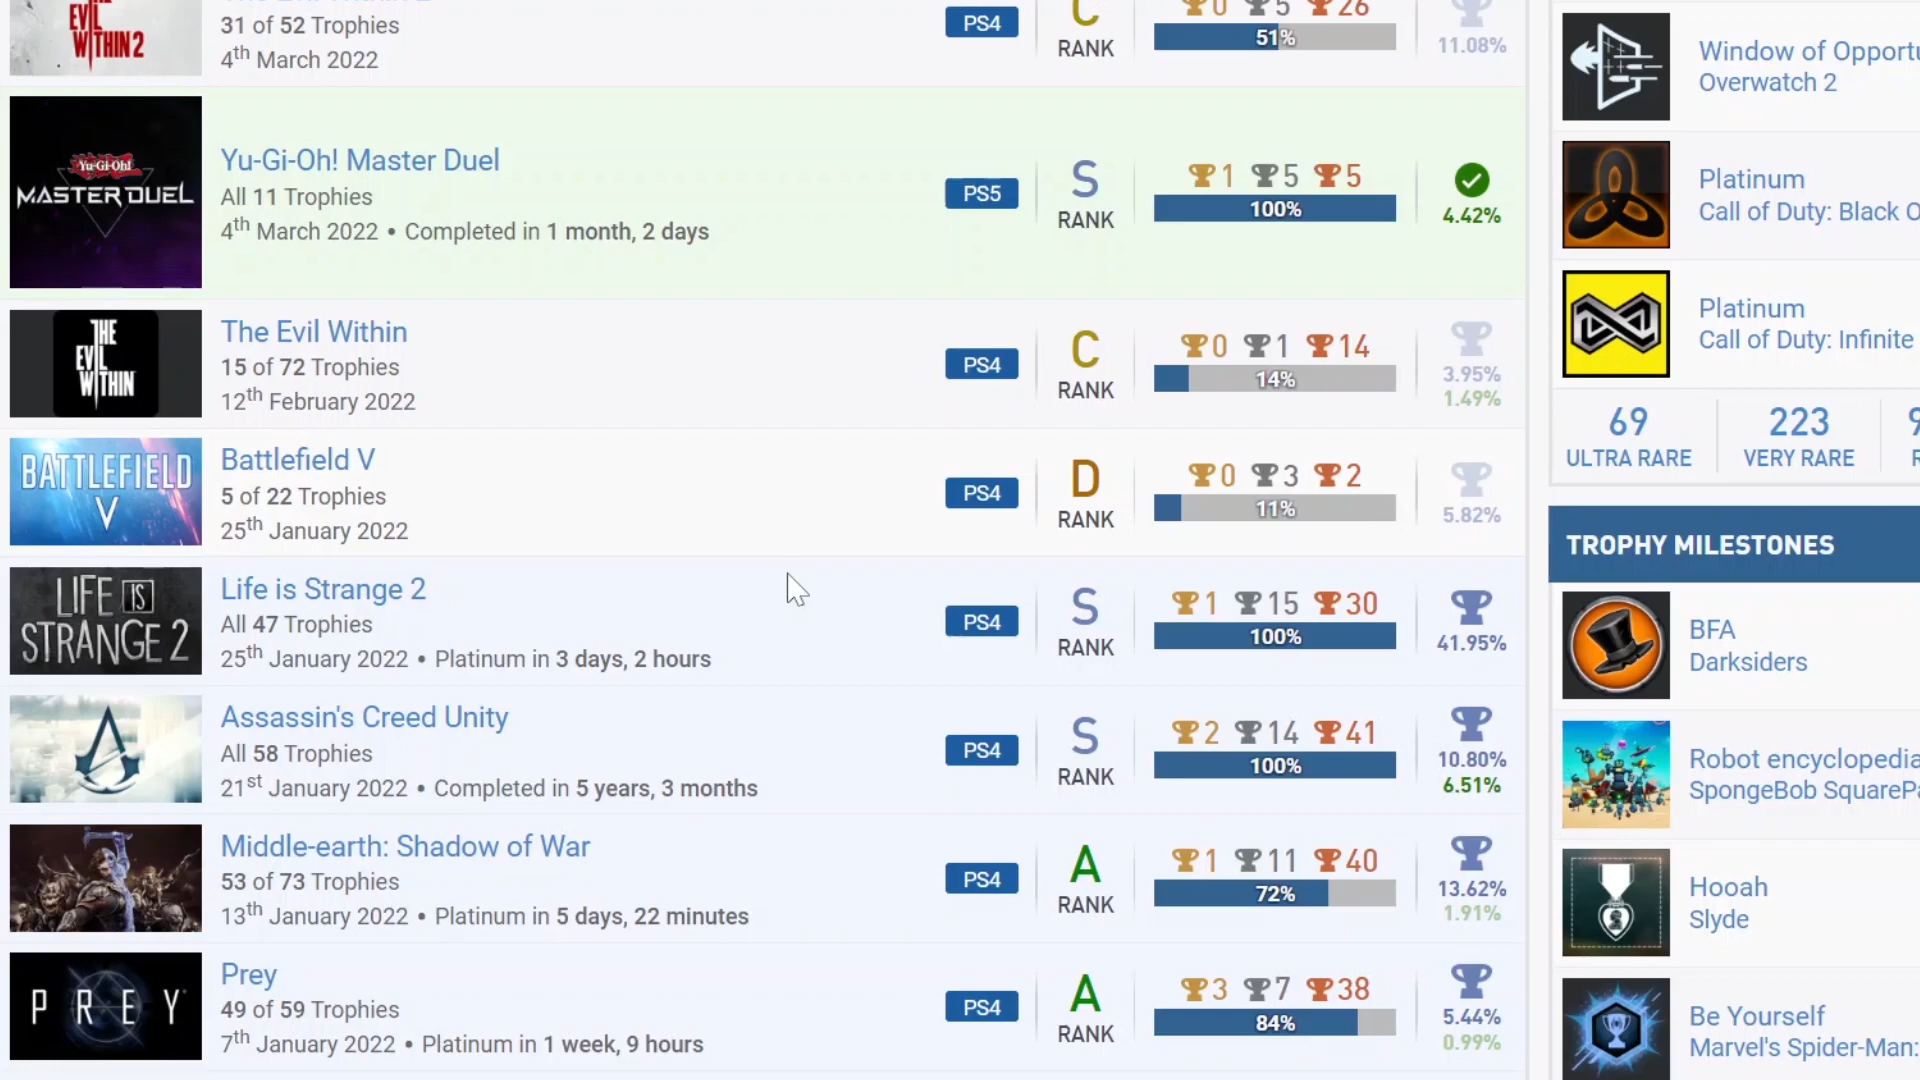 THE EVIL WITHIN 2
31 of 52 Trophies
4th March 2022
PS4
C RANK
0 5 26
51%
11.08%
Yu-Gi-Oh! MASTER DUEL
Yu-Gi-Oh! Master Duel
All 11 Trophies
4th March 2022 • Completed in 1 month, 2 days
PS5
S RANK
1 5 5
100%
4.42%
THE EVIL WITHIN
The Evil Within
15 of 72 Trophies
12th February 2022
PS4
C RANK
0 1 14
14%
3.95%
1.49%
BATTLEFIELD V
Battlefield V
5 of 22 Trophies
25th January 2022
PS4
D RANK
0 3 2
11%
5.82%
LIFE IS STRANGE 2
Life is Strange 2
All 47 Trophies
25th January 2022 • Platinum in 3 days, 2 hours
PS4
S RANK
1 15 30
100%
41.95%
Assassin's Creed Unity
All 58 Trophies
21st January 2022 • Completed in 5 years, 3 months
PS4
S RANK
2 14 41
100%
10.80%
6.51%
Middle-earth: Shadow of War
53 of 73 Trophies
13th January 2022 • Platinum in 5 days, 22 minutes
PS4
A RANK
1 11 40
72%
13.62%
1.91%
PREY
Prey
49 of 59 Trophies
7th January 2022 • Platinum in 1 week, 9 hours
PS4
A RANK
3 7 38
84%
5.44%
0.99%
Window of Opportu
Overwatch 2
Platinum
Call of Duty: Black O
Platinum
Call of Duty: Infinite
69 223
ULTRA RARE VERY RARE
TROPHY MILESTONES
BFA
Darksiders
Robot encyclopedia
SpongeBob SquarePa
Hooah
Slyde
Be Yourself
Marvel's Spider-Man: